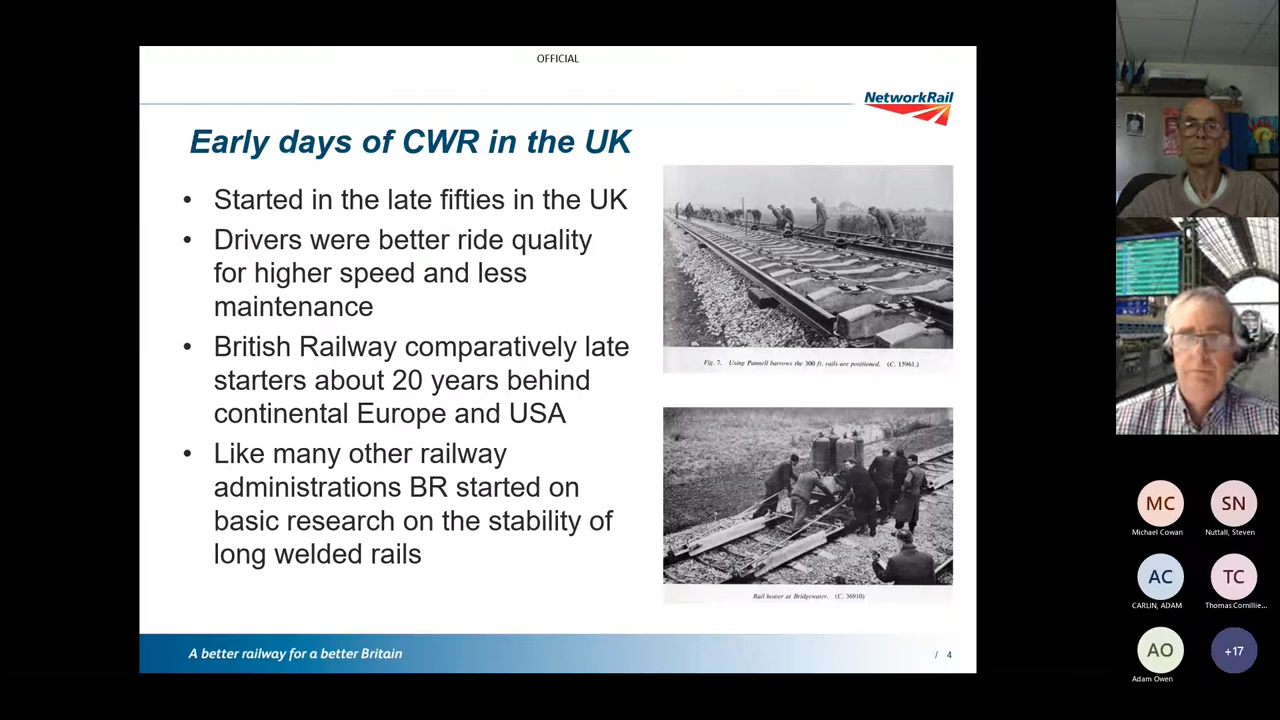 OFFICIAL
NetworkRail
Early days of CWR in the UK
• Started in the late fifties in the UK
• Drivers were better ride quality
for higher speed and less
maintenance
• British Railway comparatively late
starters about 20 years behind
continental Europe and USA
• Like many other railway
administrations BR started on
basic research on the stability of
long welded rails
Fig. 7. Using Pannell barrows the 300 ft. rails are positioned. (C. 15961.)
Rail heater at Bridgewater. (C. 36910)
A better railway for a better Britain
/ 4
MC
Michael Cowan
SN
Nuttall, Steven
AC
CARLIN, ADAM
TC
Thomas Cornillie...
AO
Adam Owen
+17